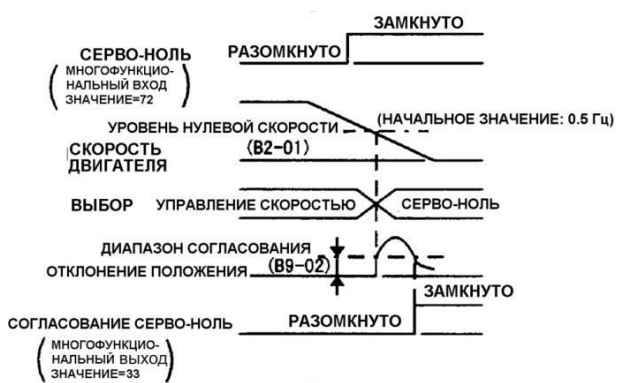 ЗАМКНУТО
СЕРВО-НОЛЬ РАЗОМКНУТО
(МНОГОФУНКЦИО-
НАЛЬНЫЙ ВХОД
ЗНАЧЕНИЕ=72)
УРОВЕНЬ НУЛЕВОЙ СКОРОСТИ (НАЧАЛЬНОЕ ЗНАЧЕНИЕ: 0.5 Гц)
(B2-01)
СКОРОСТЬ
ДВИГАТЕЛЯ
ВЫБОР УПРАВЛЕНИЕ СКОРОСТЬЮ СЕРВО-НОЛЬ
ДИАПАЗОН СОГЛАСОВАНИЯ
ОТКЛОНЕНИЕ ПОЛОЖЕНИЯ (B9-02)
ЗАМКНУТО
СОГЛАСОВАНИЕ СЕРВО-НОЛЬ РАЗОМКНУТО
(МНОГОФУНКЦИО-
НАЛЬНЫЙ ВЫХОД
ЗНАЧЕНИЕ=33)